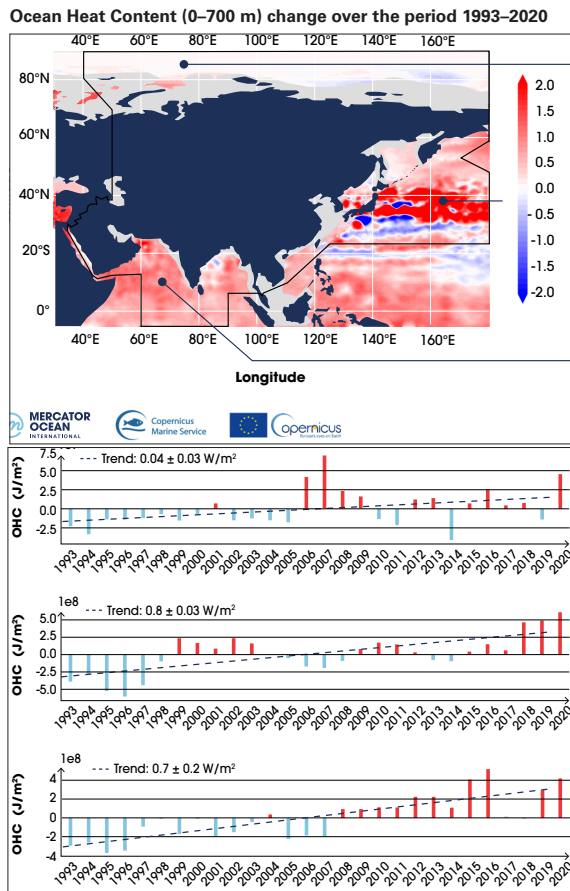 Ocean Heat Content (0–700 m) change over the period 1993–2020
40°E 60°E 80°E 100°E 120°E 140°E 160°E
80°N
60°N
40°N
20°S
0°
2.0
1.5
1.0
0.5
0.0
- 0.5
-1.0
-1.5
-2.0
40°E 60°E 80°E 100°E 120°E 140°E 160°E
Longitude
MERCATOR
OCEAN
INTERNATIONAL
Copernicus
Marine Service
opernicus
Europe's eyes on Earth
OHC (J/m²)
7.5
5.0
2.5
0.0
-2.5
Trend: 0.04 ± 0.03 W/m²
1993 1994 1995 1996 1997 1998 1999 2000 2001 2002 2003 2004 2005 2006 2007 2008 2009 2010 2011 2012 2013 2014 2015 2016 2017 2018 2019 2020
1e8
OHC (J/m²)
5.0
2.5
0.0
-2.5
-5.0
Trend: 0.8 ± 0.03 W/m²
1993 1994 1995 1996 1997 1998 1999 2000 2001 2002 2003 2004 2005 2006 2007 2008 2009 2010 2011 2012 2013 2014 2015 2016 2017 2018 2019 2020
1e8
OHC (J/m²)
4
2
0
-2
-4
Trend: 0.7 ± 0.2 W/m²
1993 1994 1995 1996 1997 1998 1999 2000 2001 2002 2003 2004 2005 2006 2007 2008 2009 2010 2011 2012 2013 2014 2015 2016 2017 2018 2019 2020